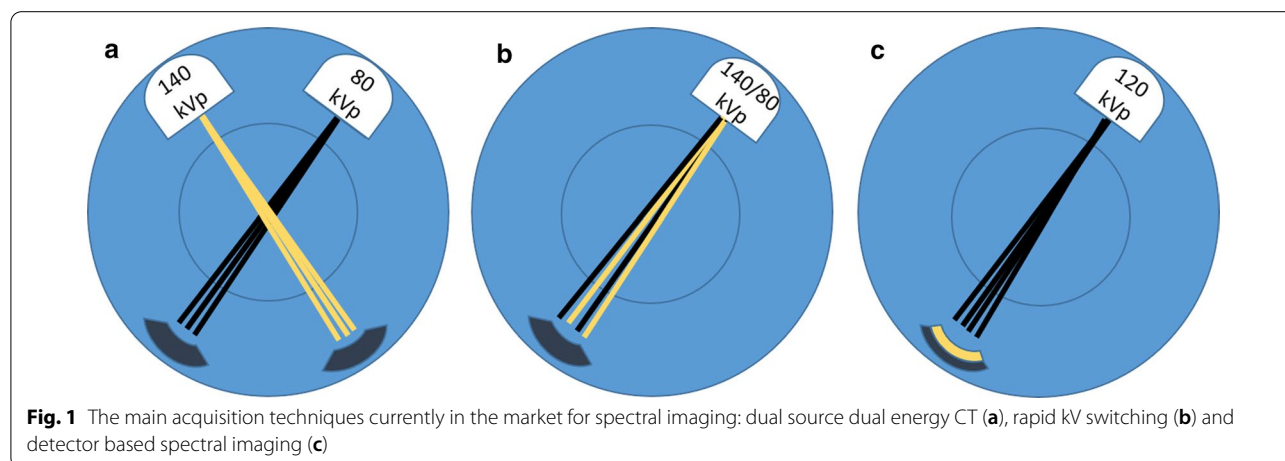 a
140
kVp
80
kVp
b
140/80
kVp
c
120
kVp
Fig. 1 The main acquisition techniques currently in the market for spectral imaging: dual source dual energy CT (a), rapid kV switching (b) and
detector based spectral imaging (c)